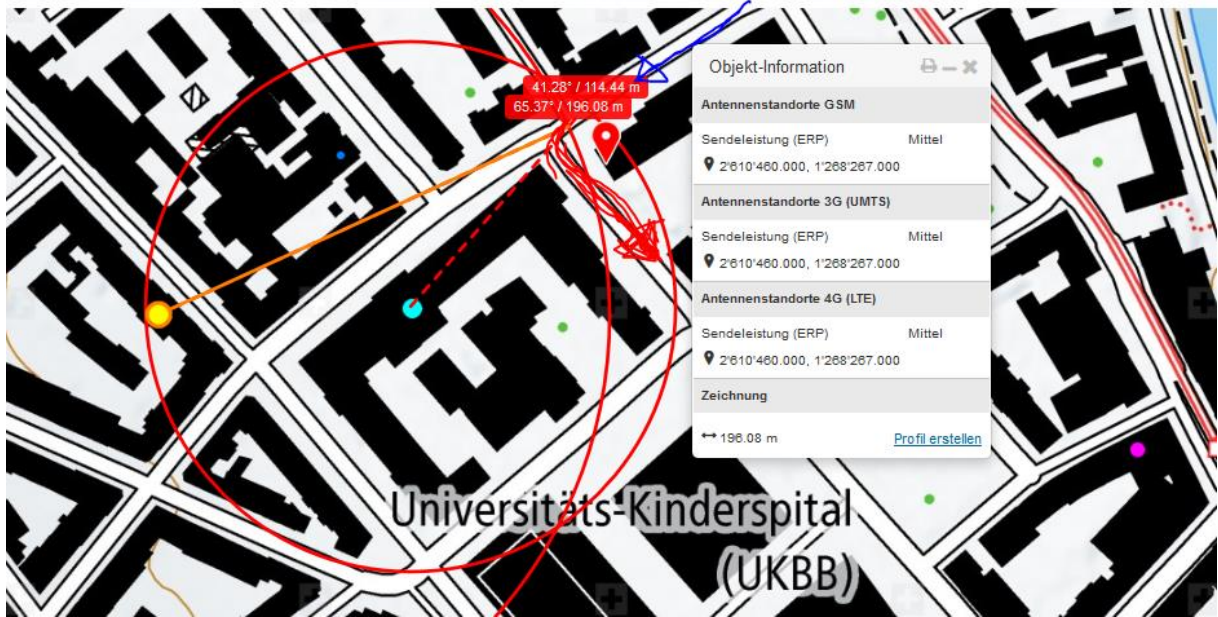 41.28° / 114.44 m
65.37° / 196.08 m
Objekt-Information
Antennenstandorte GSM
Sendeleistung (ERP) Mittel
2'610'460.000, 1'268'267.000
Antennenstandorte 3G (UMTS)
Sendeleistung (ERP) Mittel
2'610'460.000, 1'268'267.000
Antennenstandorte 4G (LTE)
Sendeleistung (ERP) Mittel
2'610'460.000, 1'268'267.000
Zeichnung
↔ 196.08 m Profil erstellen
Universitäts-Kinderspital
(UKBB)